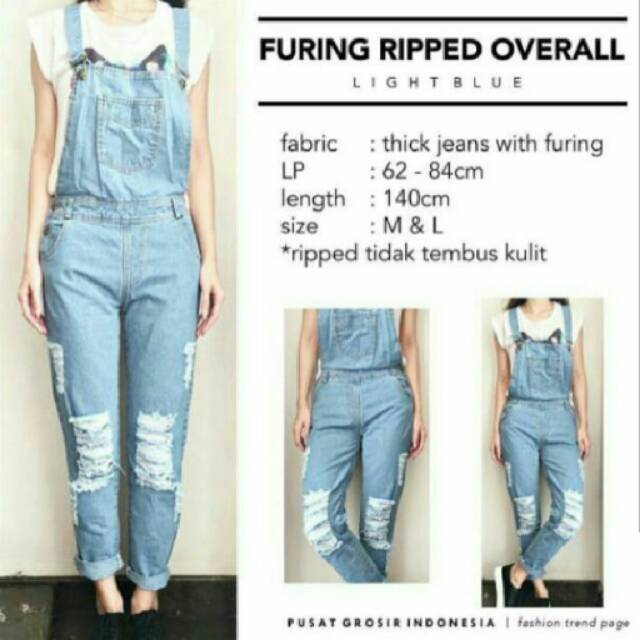 FURING RIPPED OVERALL
LIGHT BLUE
fabric : thick jeans with furing
LP : 62 - 84cm
length : 140cm
size : M & L
*ripped tidak tembus kulit
PUSAT GROSIR INDONESIA | fashion trend page